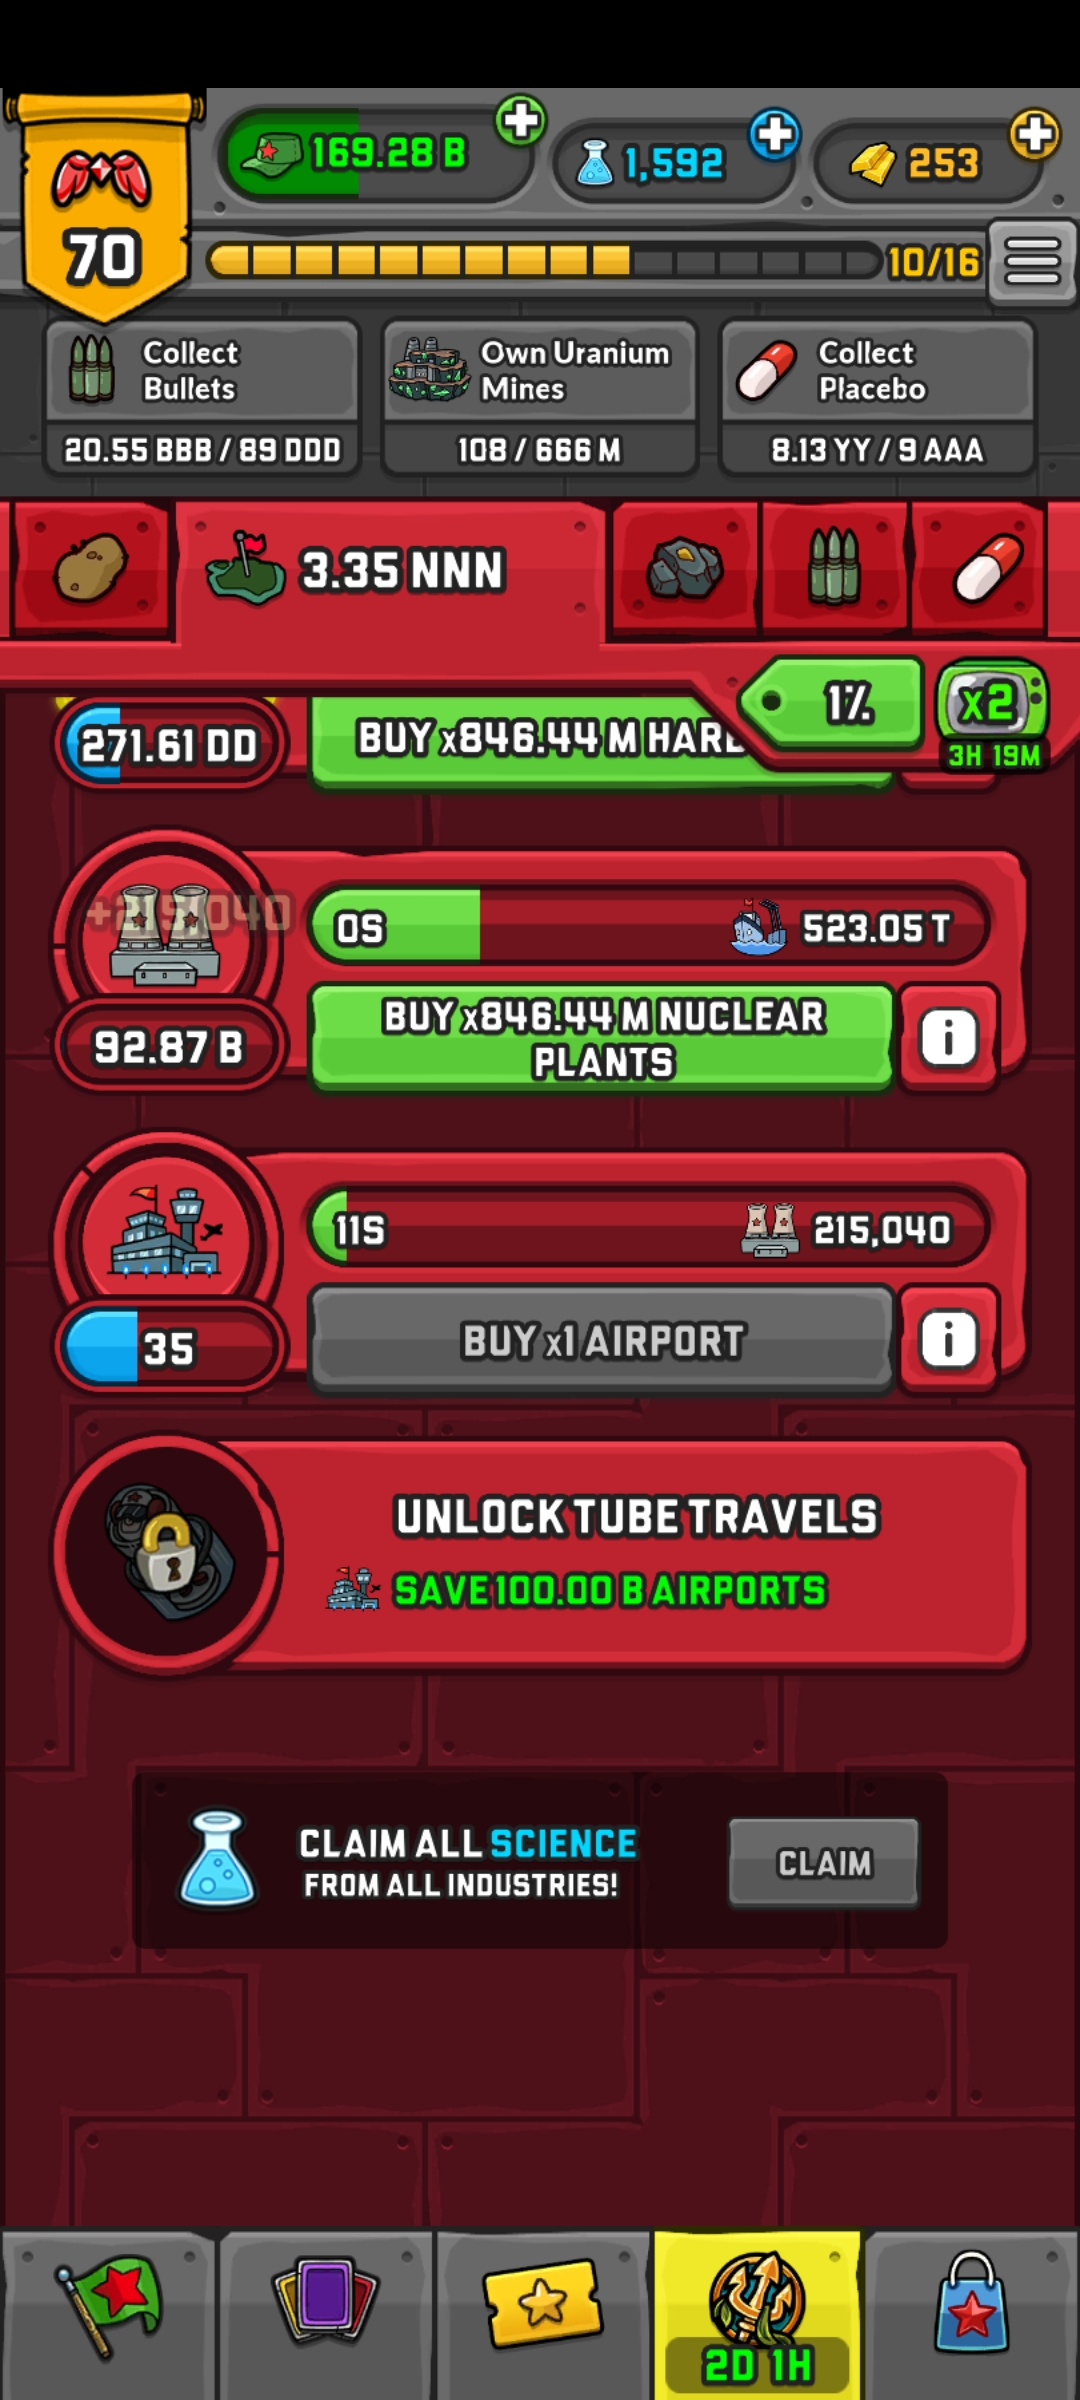 169.28 B
1,592
253
70
10/16
Collect
Bullets
20.55 BBB / 89 DDD
Own Uranium
Mines
108 / 666 M
Collect
Placebo
8.13 YY / 9 AAA
3.35 NNN
1%
x2
3H 19M
271.61 DD
BUY x846.44 M HARB
+215,040
0S
523.05 T
92.87 B
BUY x846.44 M NUCLEAR
PLANTS
i
11S
215,040
35
BUY x1 AIRPORT
i
UNLOCK TUBE TRAVELS
SAVE 100.00 B AIRPORTS
CLAIM ALL SCIENCE
FROM ALL INDUSTRIES!
CLAIM
2D 1H